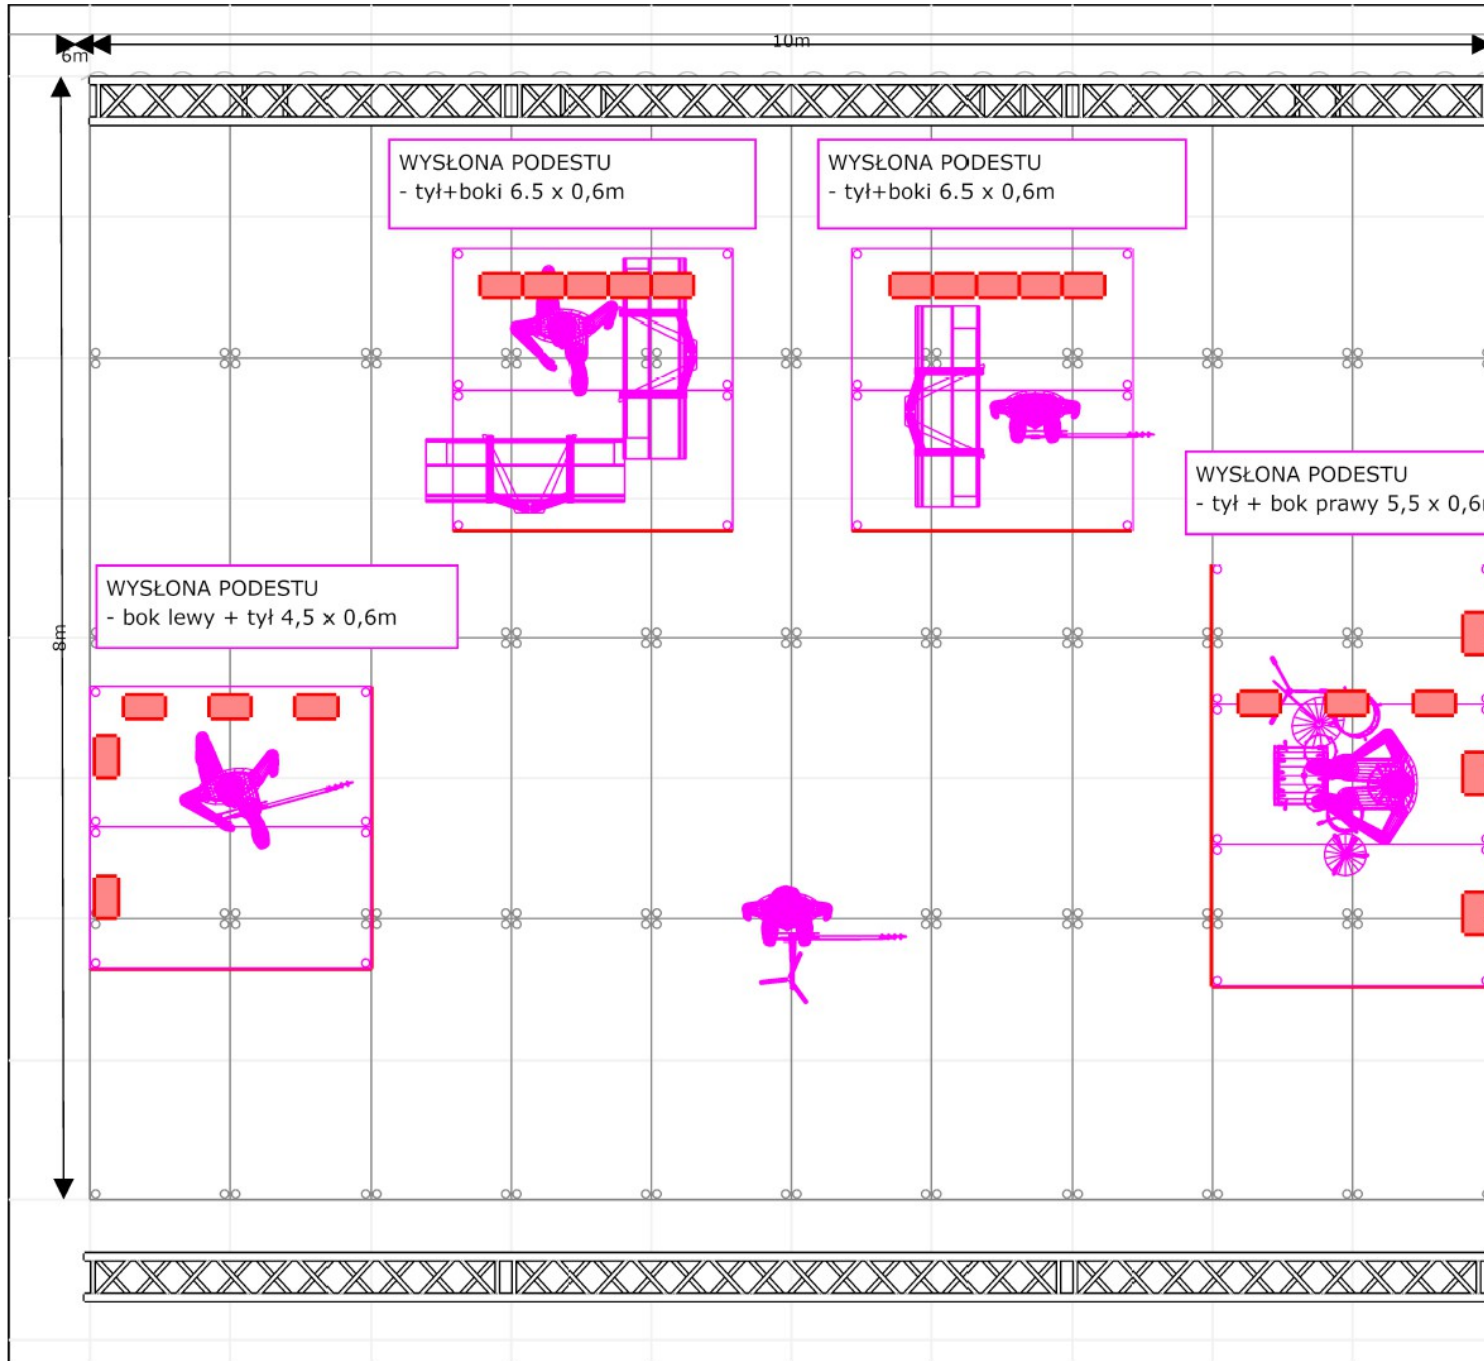 10m
6m
WYSŁONA PODESTU
- tył+boki 6.5 x 0,6m
WYSŁONA PODESTU
- tył+boki 6.5 x 0,6m
WYSŁONA PODESTU
- tył + bok prawy 5,5 x 0,6
WYSŁONA PODESTU
- bok lewy + tył 4,5 x 0,6m
8m